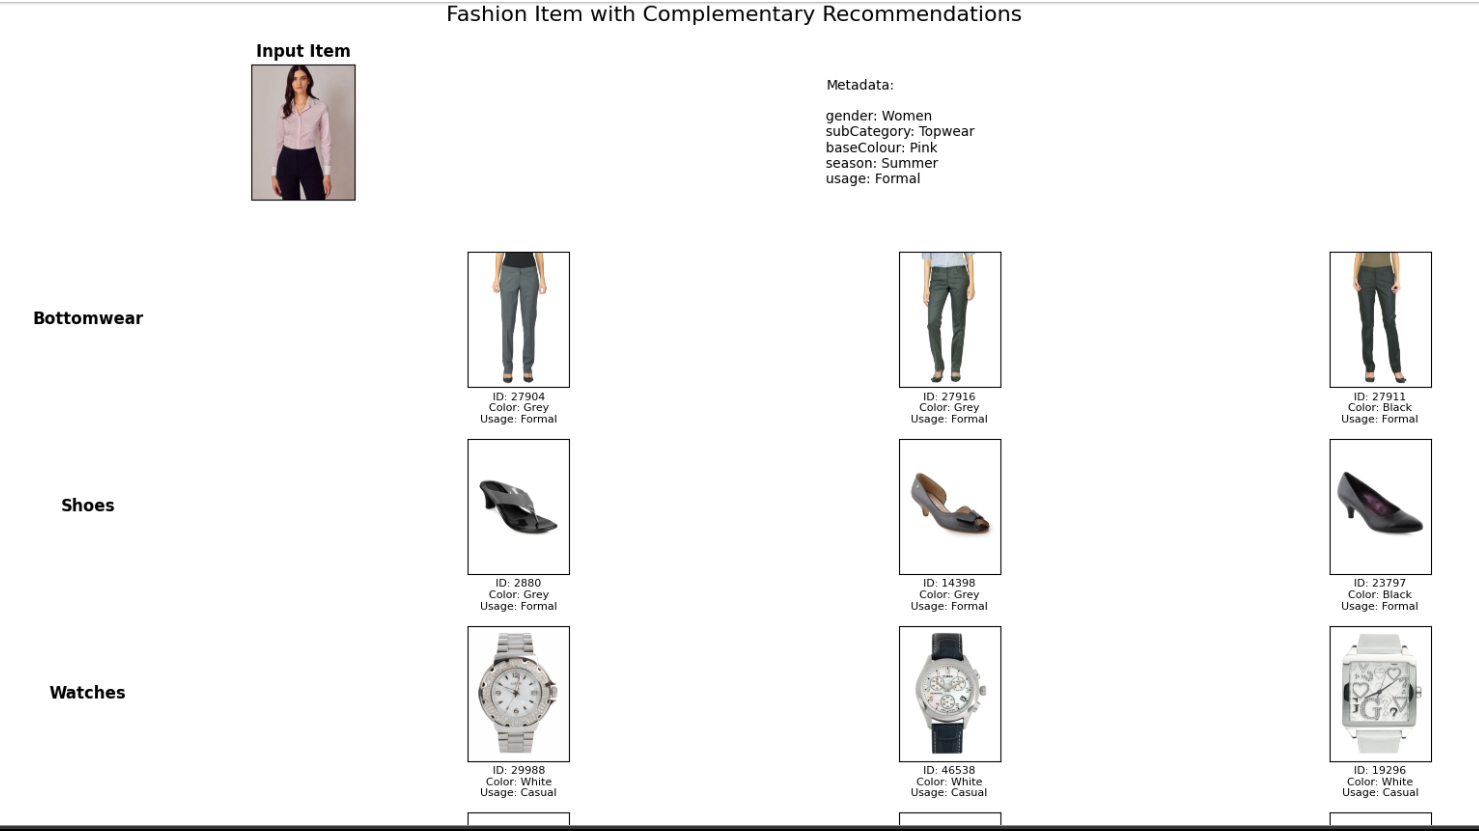 Fashion Item with Complementary Recommendations
Input Item
Metadata:
gender: Women
subCategory: Topwear
baseColour: Pink
season: Summer
usage: Formal
Bottomwear
ID: 27904
Color: Grey
Usage: Formal
ID: 27916
Color: Grey
Usage: Formal
ID: 27911
Color: Black
Usage: Formal
Shoes
ID: 2880
Color: Grey
Usage: Formal
ID: 14398
Color: Grey
Usage: Formal
ID: 23797
Color: Black
Usage: Formal
Watches
ID: 29988
Color: White
Usage: Casual
ID: 46538
Color: White
Usage: Casual
ID: 19296
Color: White
Usage: Casual